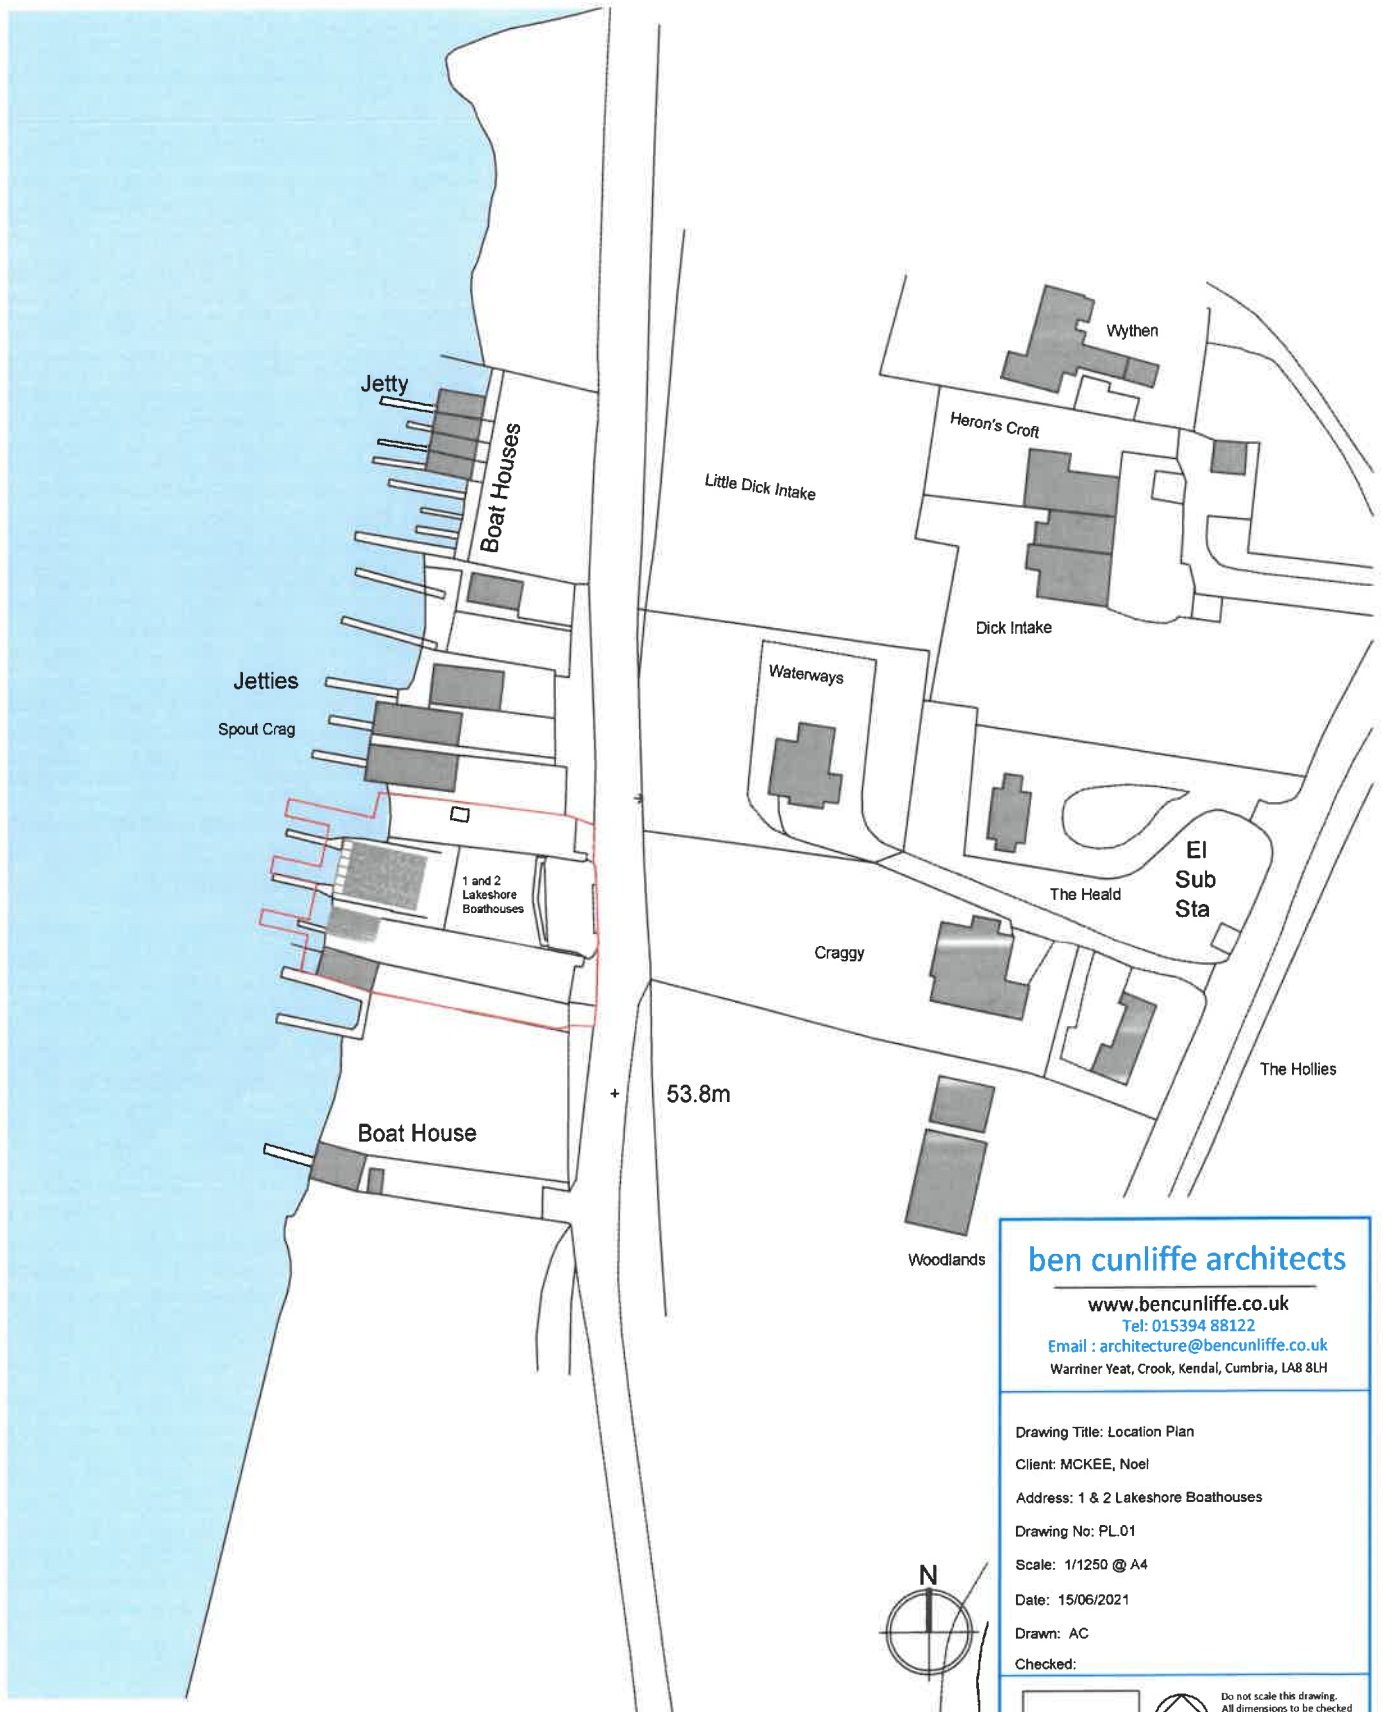 Wythen
Jetty
Heron's Croft
Boat Houses
Little Dick Intake
Dick Intake
Waterways
Jetties
Spout Crag
El
Sub
Sta
1 and 2
Lakeshore
Boathouses
The Heald
Craggy
The Hollies
53.8m
Boat House
Woodlands
ben cunliffe architects
www.bencunliffe.co.uk
Tel: 015394 88122
Email : architecture@bencunliffe.co.uk
Warriner Yeat, Crook, Kendal, Cumbria, LA8 8LH
Drawing Title: Location Plan
Client: MCKEE, Noel
Address: 1 & 2 Lakeshore Boathouses
Drawing No: PL.01
Scale: 1/1250 @ A4
Date: 15/06/2021
Drawn: AC
Checked:
N
Do not scale this drawing.
All dimensions to be checked